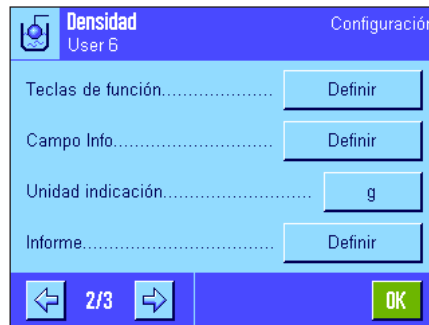 Densidad
Configuración
User 6
Teclas de función..................... Definir
Campo Info.............................. Definir
Unidad indicación........................... g
Informe................................... Definir
2/3
OK